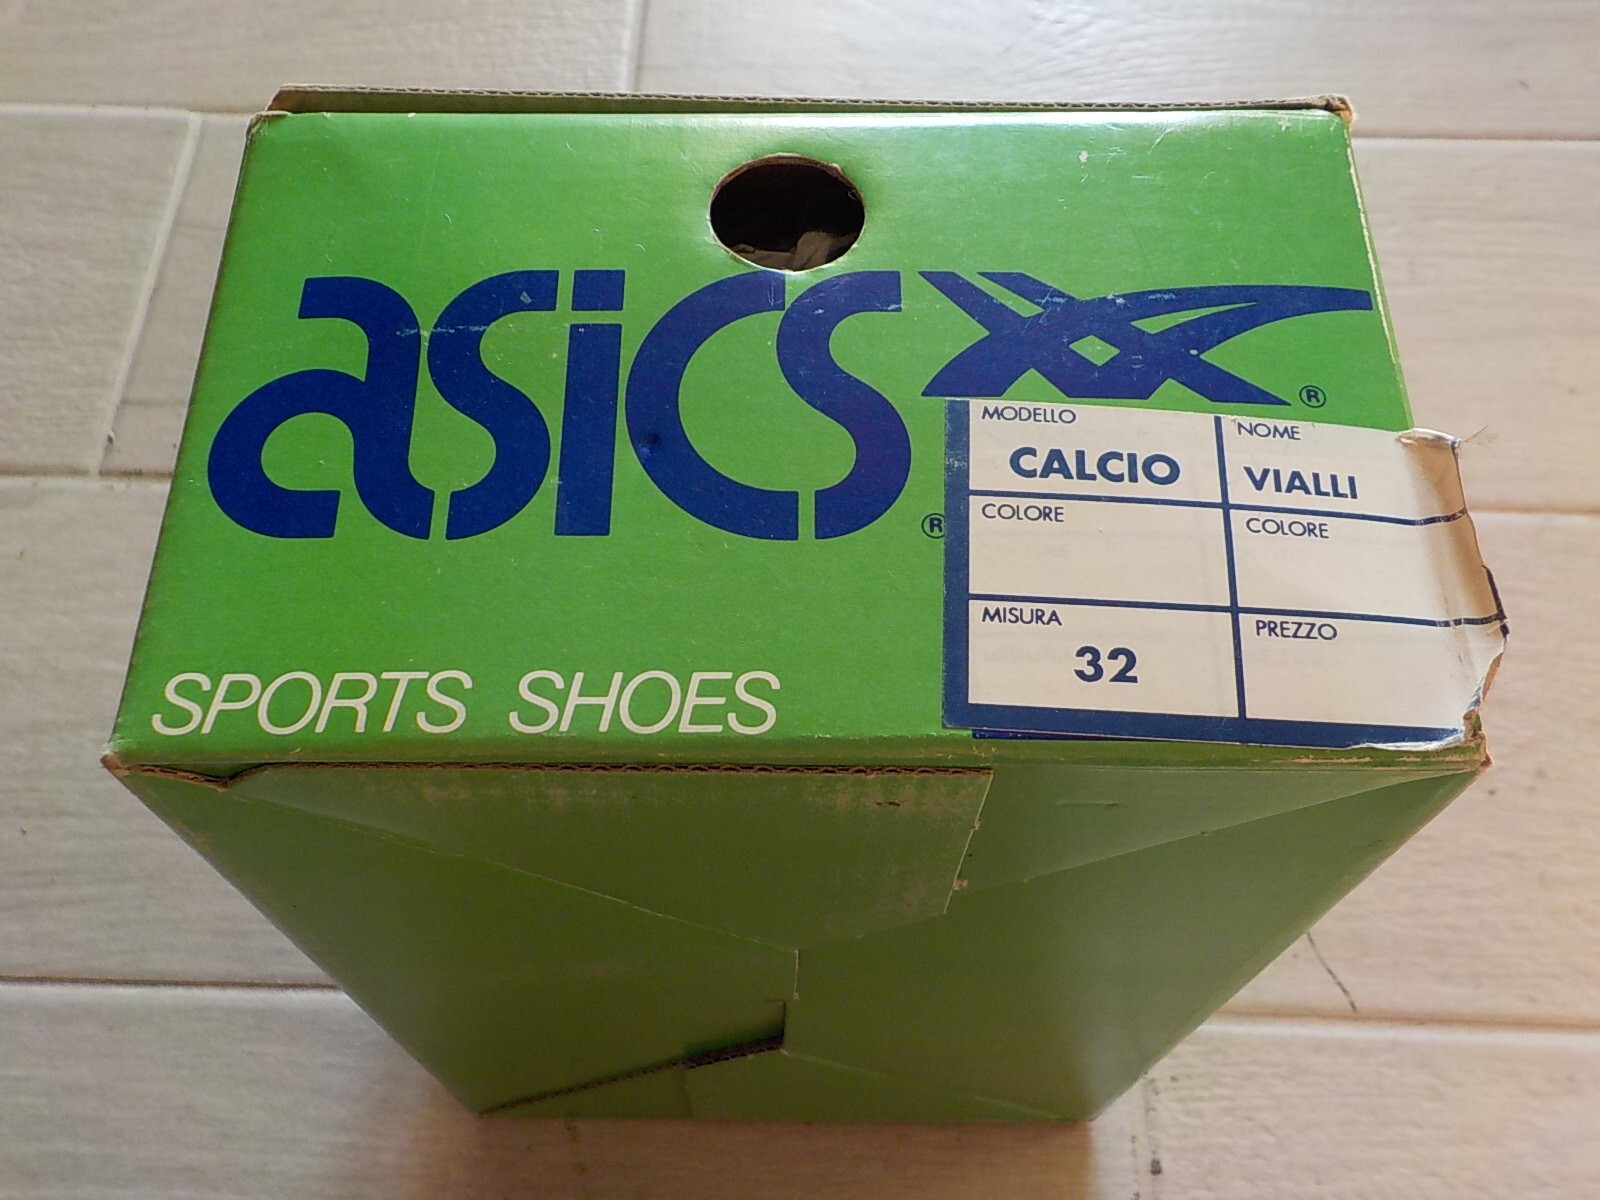 asics ®
®
MODELLO NOME
CALCIO VIALLI
COLORE COLORE
MISURA PREZZO
32
SPORTS SHOES